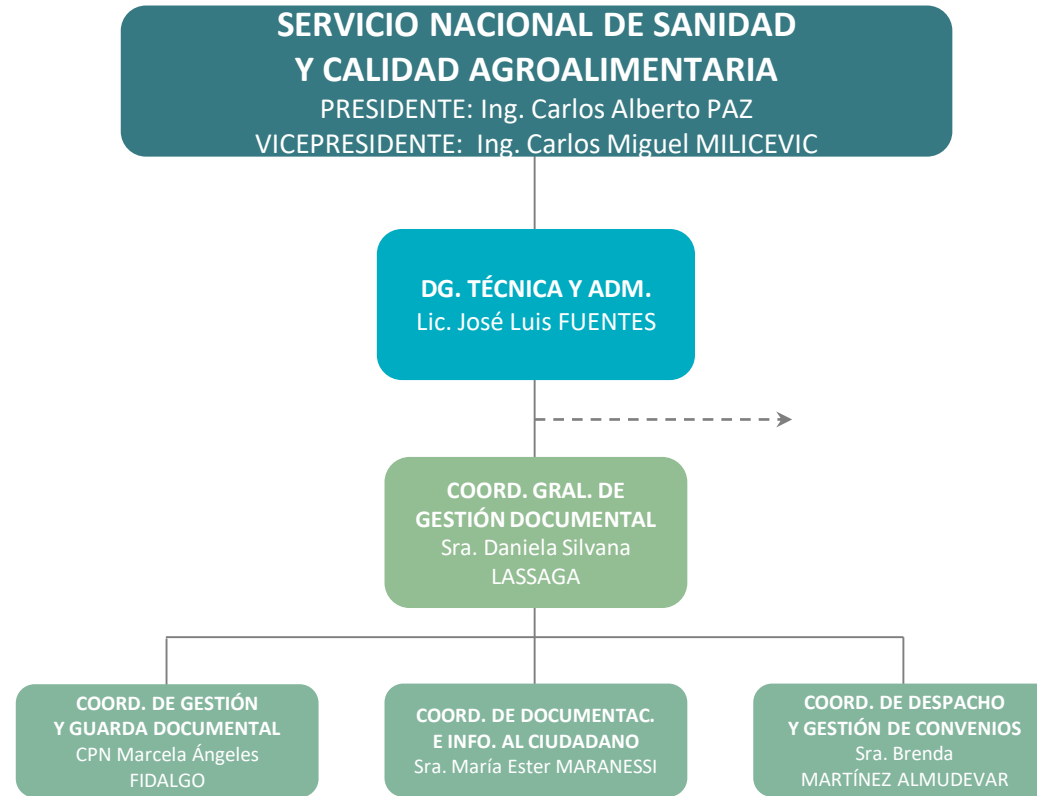 SERVICIO NACIONAL DE SANIDAD
Y CALIDAD AGROALIMENTARIA
PRESIDENTE: Ing. Carlos Alberto PAZ
VICEPRESIDENTE: Ing. Carlos Miguel MILICEVIC
DG. TÉCNICA Y ADM.
Lic. José Luis FUENTES
COORD. GRAL. DE
GESTIÓN DOCUMENTAL
Sra. Daniela Silvana
LASSAGA
COORD. DE GESTIÓN
Y GUARDA DOCUMENTAL
CPN Marcela Ángeles
FIDALGO
COORD. DE DOCUMENTAC.
E INFO. AL CIUDADANO
Sra. María Ester MARANESSI
COORD. DE DESPACHO
Y GESTIÓN DE CONVENIOS
Sra. Brenda
MARTÍNEZ ALMUDEVAR